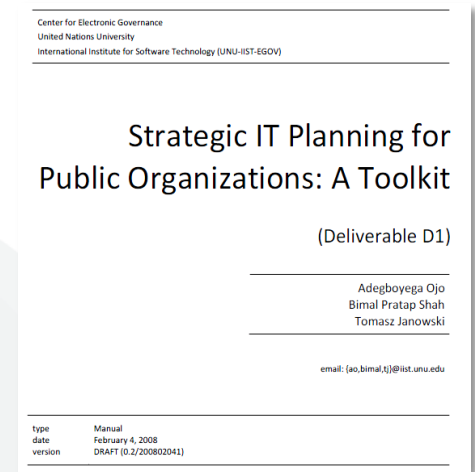 Center for Electronic Governance
United Nations University
International Institute for Software Technology (UNU-IIST-EGOV)
Strategic IT Planning for
Public Organizations: A Toolkit
(Deliverable D1)
Adegboyega Ojo
Bimal Pratap Shah
Tomasz Janowski
email: {ao,bimal,tj}@iist.unu.edu
type Manual
date February 4, 2008
version DRAFT (0.2/200802041)